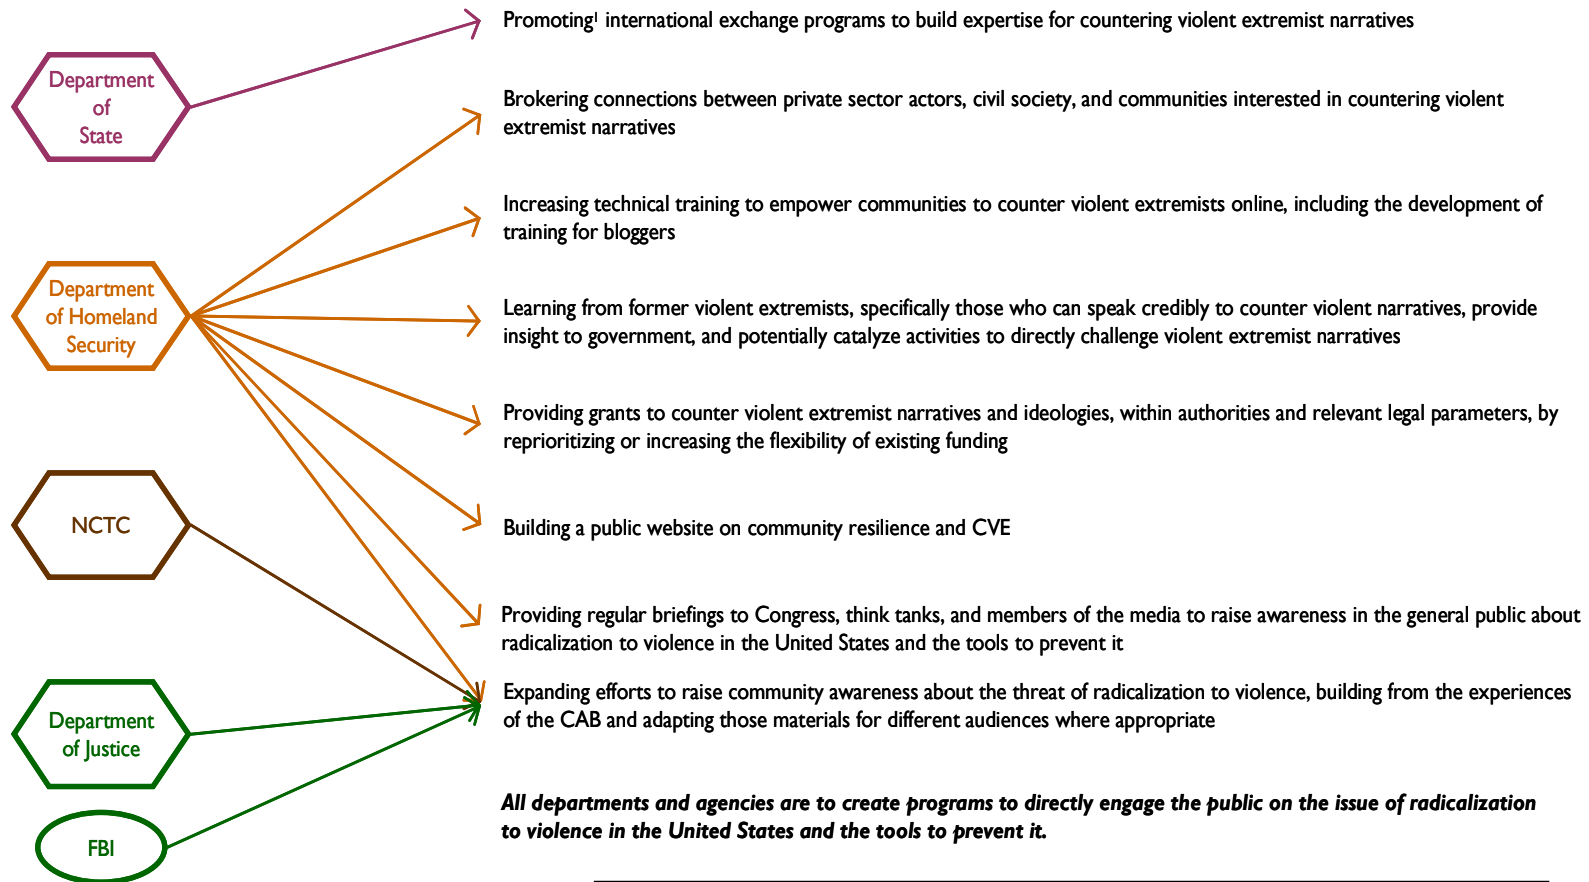 Promoting¹ international exchange programs to build expertise for countering violent extremist narratives
Department
of
State
Brokering connections between private sector actors, civil society, and communities interested in countering violent
extremist narratives
Increasing technical training to empower communities to counter violent extremists online, including the development of
training for bloggers
Department
of Homeland
Security
Learning from former violent extremists, specifically those who can speak credibly to counter violent narratives, provide
insight to government, and potentially catalyze activities to directly challenge violent extremist narratives
Providing grants to counter violent extremist narratives and ideologies, within authorities and relevant legal parameters, by
reprioritizing or increasing the flexibility of existing funding
NCTC
Building a public website on community resilience and CVE
Providing regular briefings to Congress, think tanks, and members of the media to raise awareness in the general public about
radicalization to violence in the United States and the tools to prevent it
Department
of Justice
Expanding efforts to raise community awareness about the threat of radicalization to violence, building from the experiences
of the CAB and adapting those materials for different audiences where appropriate
FBI
All departments and agencies are to create programs to directly engage the public on the issue of radicalization
to violence in the United States and the tools to prevent it.